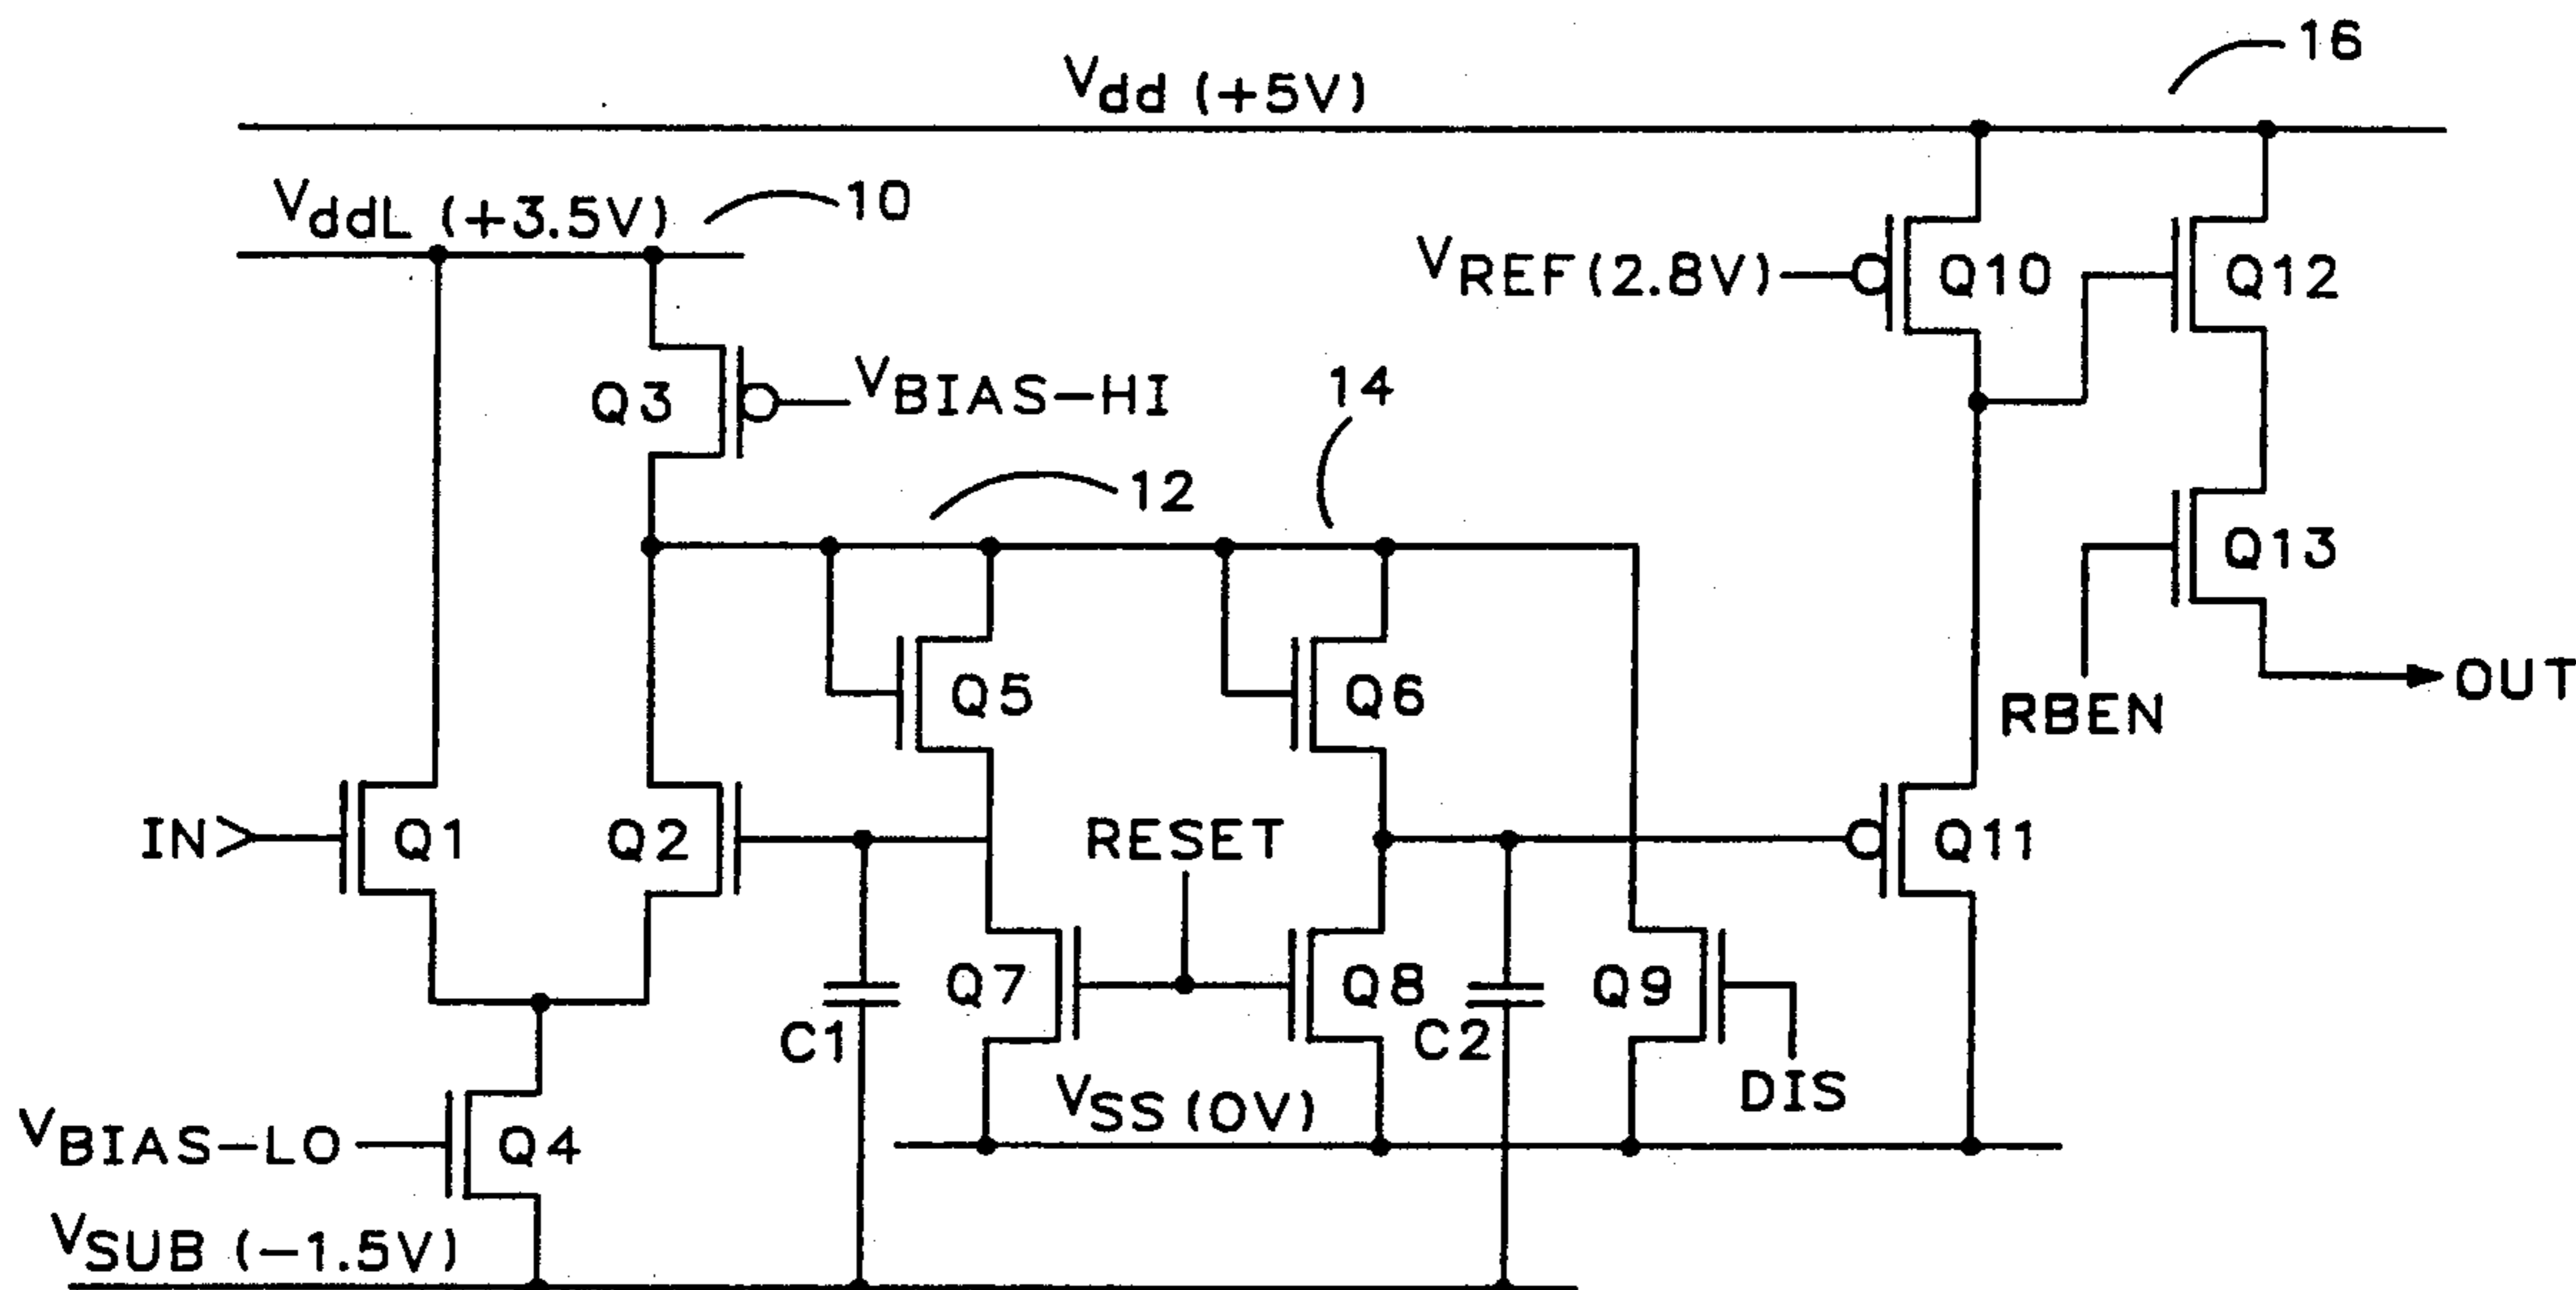 16
Vdd (+5V)
VddL (+3.5V)
10
VREF(2.8V)
Q10
Q12
Q3
VBIAS-HI
14
12
Q13
Q5
Q6
OUT
RBEN
IN
Q1
Q2
RESET
Q11
Q7
Q8
Q9
C1
C2
DIS
VSS (0V)
VBIAS-LO
Q4
VSUB (-1.5V)